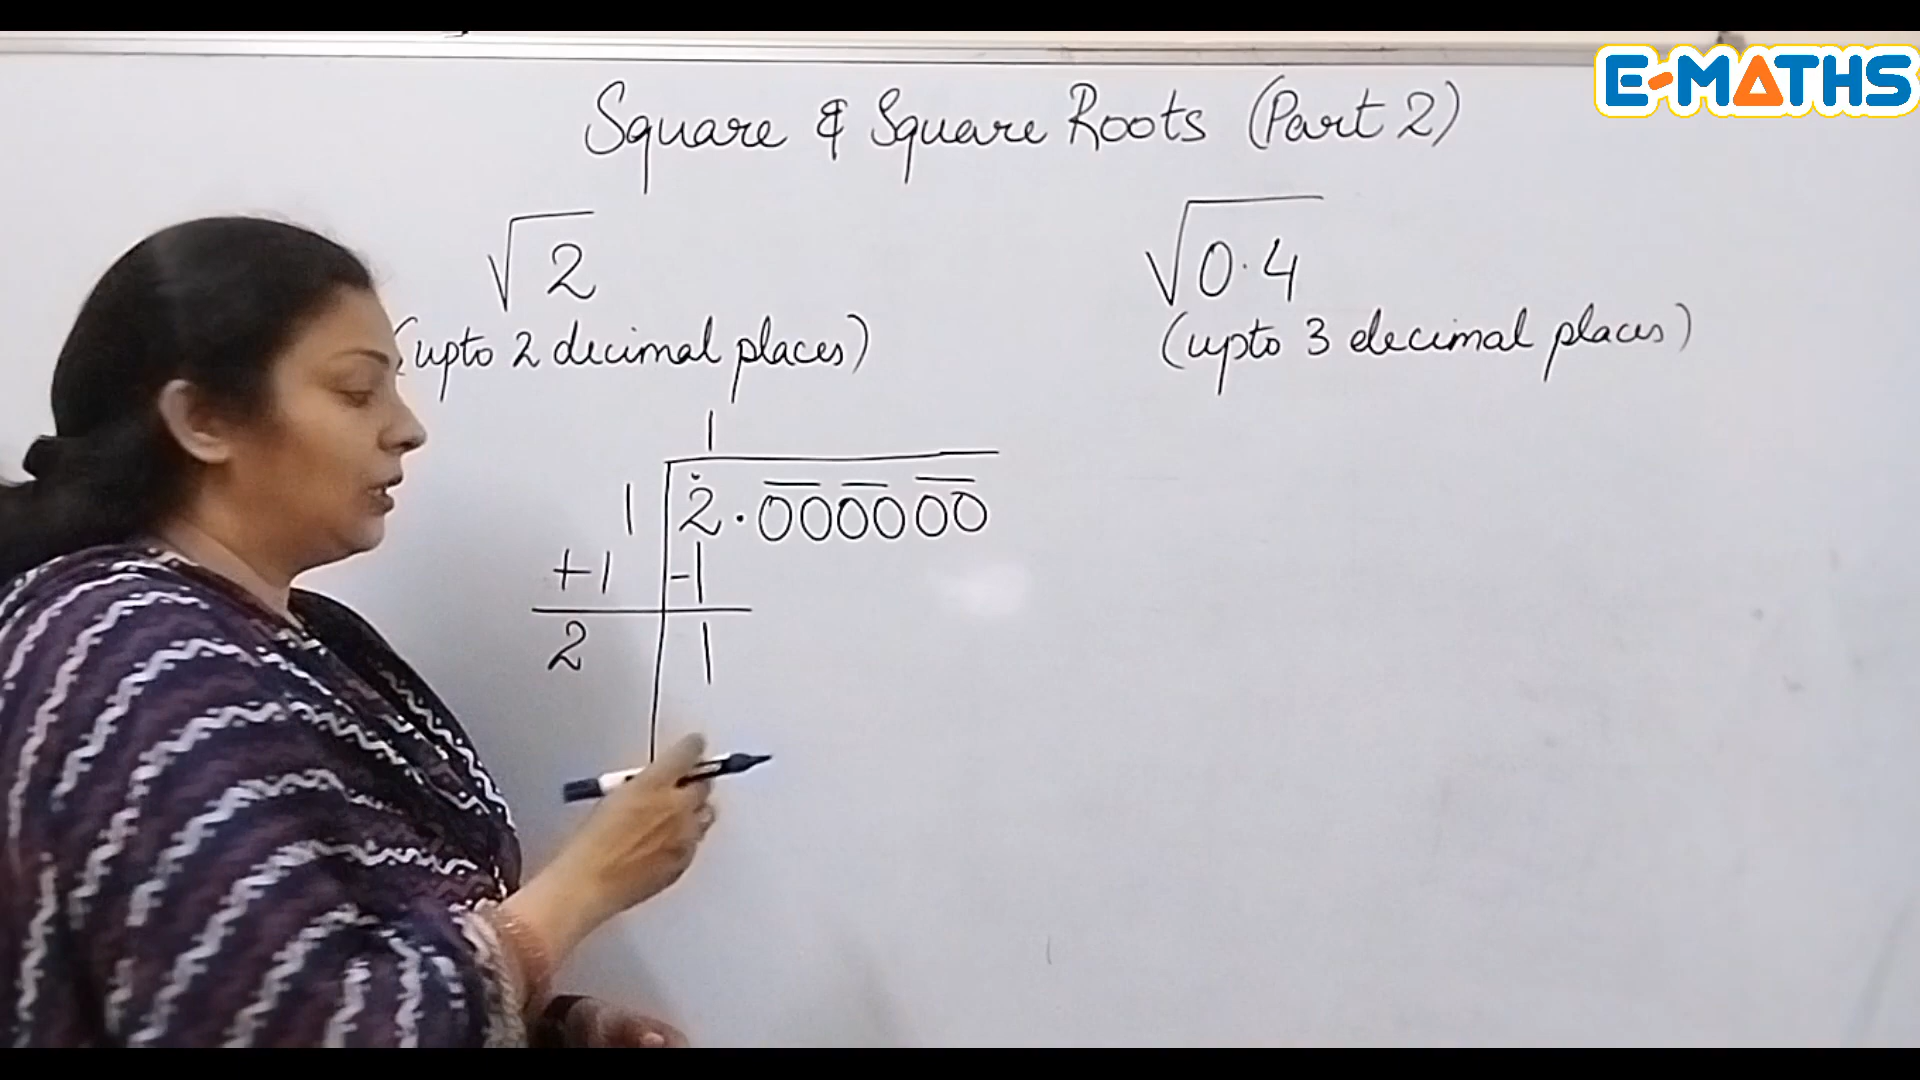 E-MATHS
Square & Square Roots (Part 2)
√2
(upto 2 decimal places)
√0.4
(upto 3 decimal places)
1
1 2.000000
+1 -1
2 1